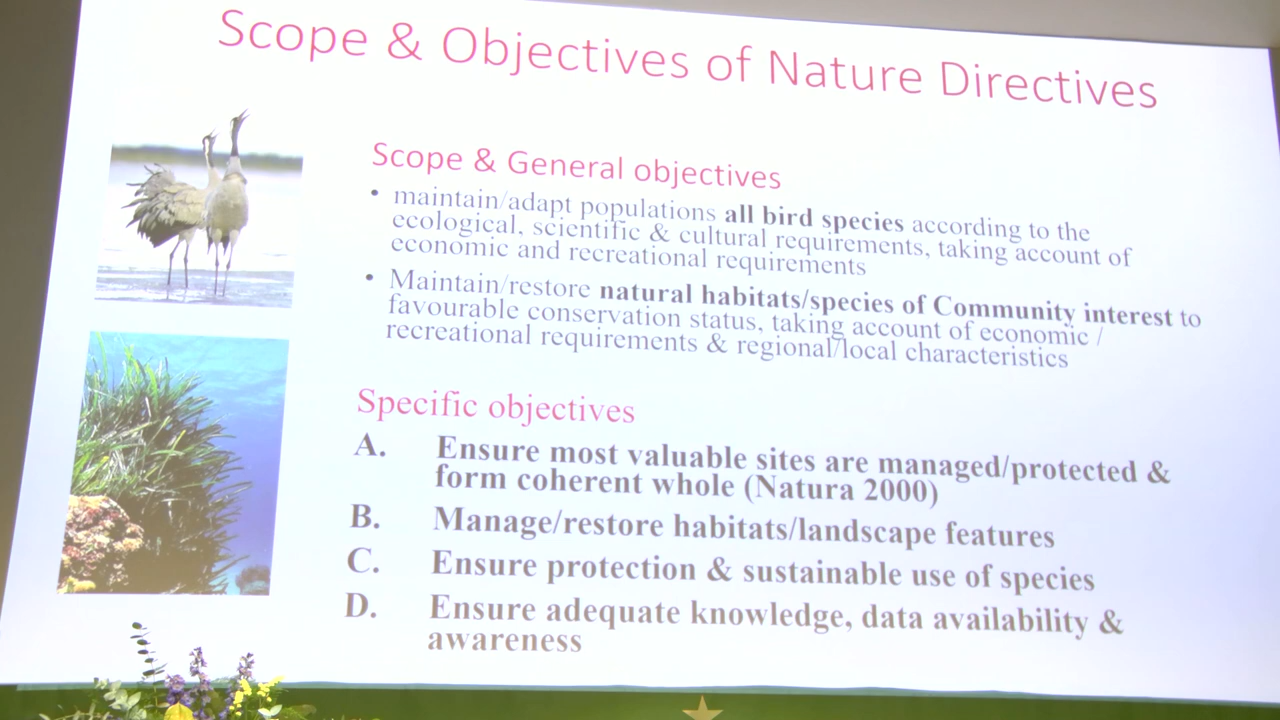 Scope & Objectives of Nature Directives
Scope & General objectives
• maintain/adapt populations all bird species according to the
ecological, scientific & cultural requirements, taking account of
economic and recreational requirements
• Maintain/restore natural habitats/species of Community interest to
favourable conservation status, taking account of economic /
recreational requirements & regional/local characteristics
Specific objectives
A. Ensure most valuable sites are managed/protected &
form coherent whole (Natura 2000)
B. Manage/restore habitats/landscape features
C. Ensure protection & sustainable use of species
D. Ensure adequate knowledge, data availability &
awareness